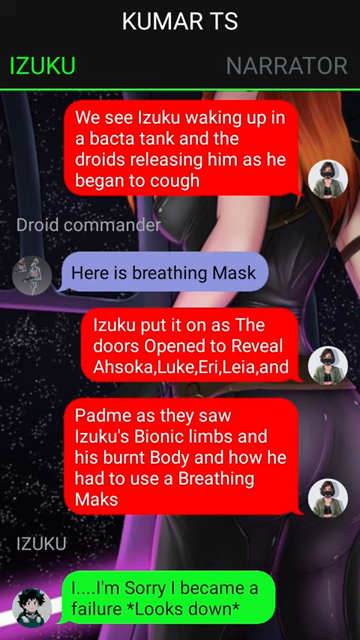 KUMAR TS
IZUKU NARRATOR
We see Izuku waking up in
a bacta tank and the
droids releasing him as he
began to cough
Droid commander
Here is breathing Mask
Izuku put it on as The
doors Opened to Reveal
Ahsoka,Luke,Eri,Leia,and
Padme as they saw
Izuku's Bionic limbs and
his burnt Body and how he
had to use a Breathing
Maks
IZUKU
I....I'm Sorry I became a
failure *Looks down*